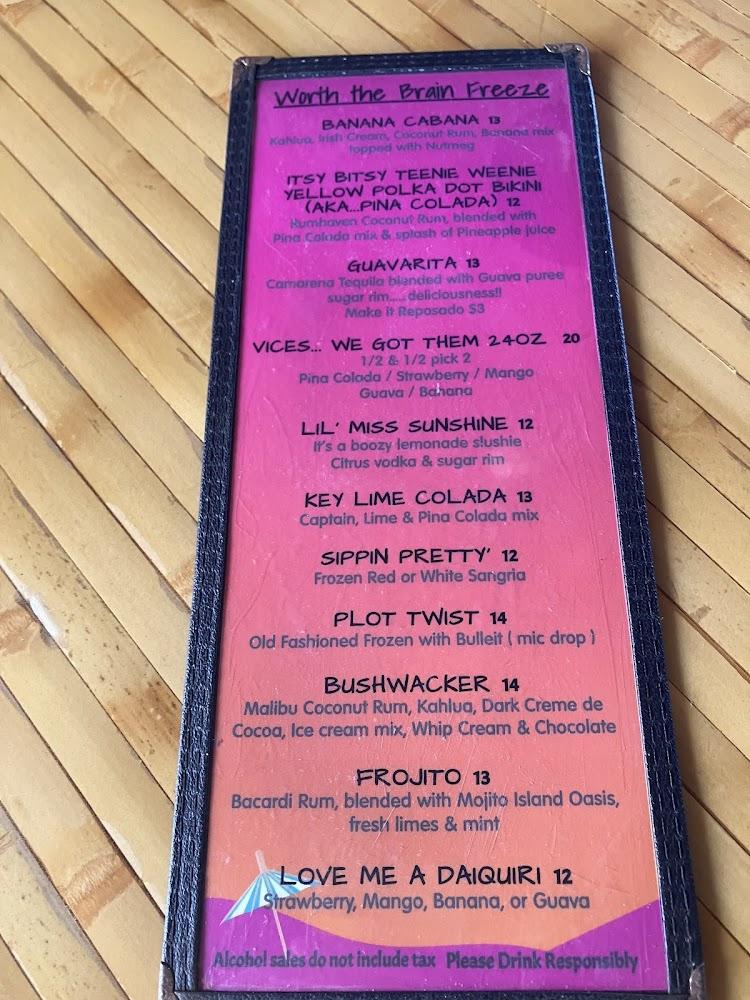 Worth the Brain Freeze
BANANA CABANA 13
Kahlua, Irish Cream, Coconut Rum, Banana mix
topped with Nutmeg
ITSY BITSY TEENIE WEENIE
YELLOW POLKA DOT BIKINI
(AKA...PINA COLADA) 12
Rumhaven Coconut Rum, blended with
Pina Colada mix & splash of Pineapple juice
GUAVARITA 13
Camarena Tequila blended with Guava puree
sugar rim.....deliciousness!!
Make it Reposado $3
VICES... WE GOT THEM 24OZ 20
1/2 & 1/2 pick 2
Pina Colada / Strawberry / Mango
Guava / Banana
LIL' MISS SUNSHINE 12
It's a boozy lemonade slushie
Citrus vodka & sugar rim
KEY LIME COLADA 13
Captain, Lime & Pina Colada mix
SIPPIN PRETTY' 12
Frozen Red or White Sangria
PLOT TWIST 14
Old Fashioned Frozen with Bulleit ( mic drop )
BUSHWACKER 14
Malibu Coconut Rum, Kahlua, Dark Creme de
Cocoa, Ice cream mix, Whip Cream & Chocolate
FROJITO 13
Bacardi Rum, blended with Mojito Island Oasis,
fresh limes & mint
LOVE ME A DAIQUIRI 12
Strawberry, Mango, Banana, or Guava
Alcohol sales do not include tax Please Drink Responsibly